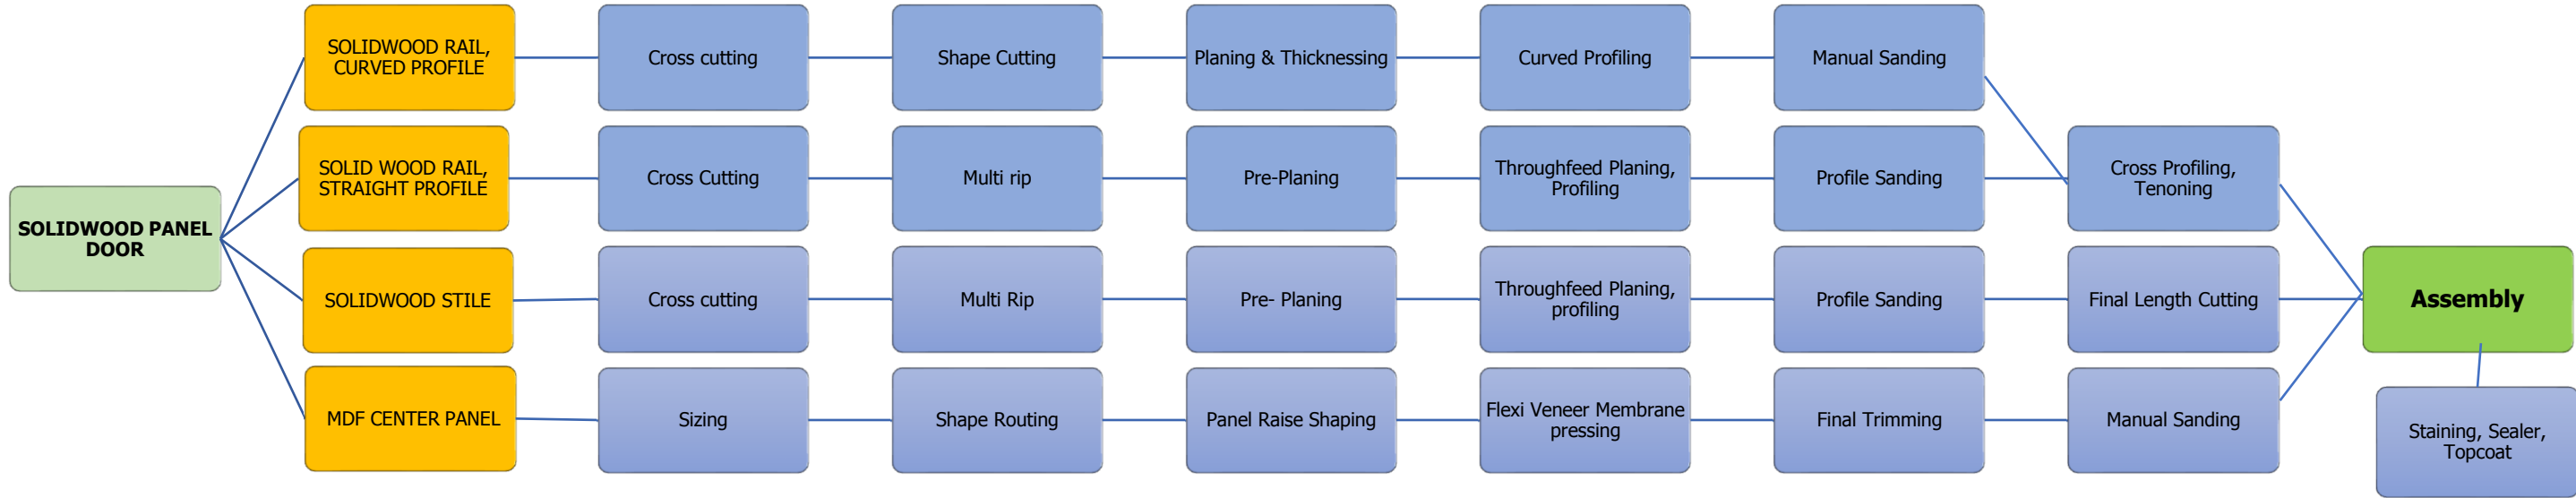 SOLIDWOOD PANEL
DOOR
SOLIDWOOD RAIL,
CURVED PROFILE
Cross cutting
Shape Cutting
Planing & Thicknessing
Curved Profiling
Manual Sanding
SOLID WOOD RAIL,
STRAIGHT PROFILE
Cross Cutting
Multi rip
Pre-Planing
Throughfeed Planing,
Profiling
Profile Sanding
Cross Profiling,
Tenoning
SOLIDWOOD STILE
Cross cutting
Multi Rip
Pre- Planing
Throughfeed Planing,
profiling
Profile Sanding
Final Length Cutting
MDF CENTER PANEL
Sizing
Shape Routing
Panel Raise Shaping
Flexi Veneer Membrane
pressing
Final Trimming
Manual Sanding
Assembly
Staining, Sealer,
Topcoat